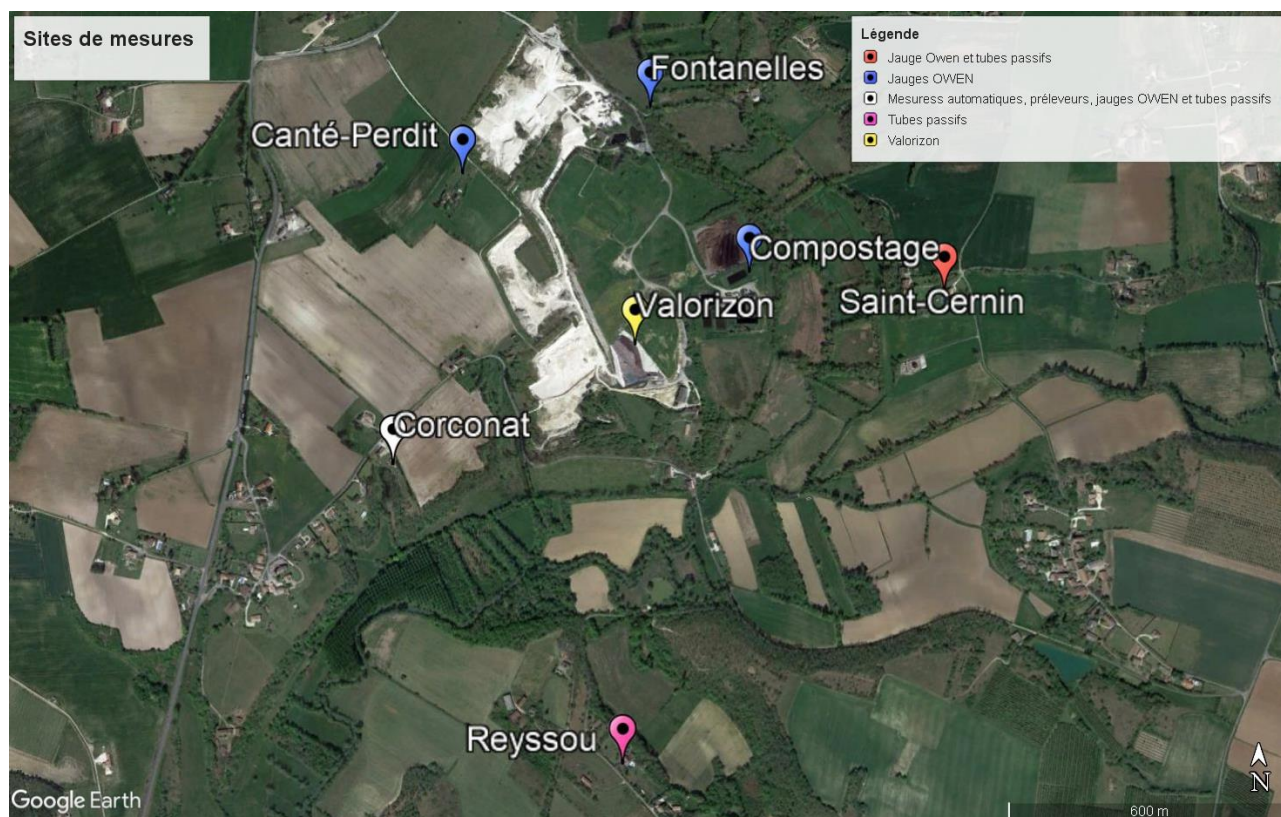 Sites de mesures
Légende
Jauge Owen et tubes passifs
Jauges OWEN
Mesuress automatiques, préleveurs, jauges OWEN et tubes passifs
Tubes passifs
Valorizon
Fontanelles
Canté-Perdit
Compostage
Saint-Cernin
Valorizon
Corconat
Reyssou
Google Earth
N
600 m